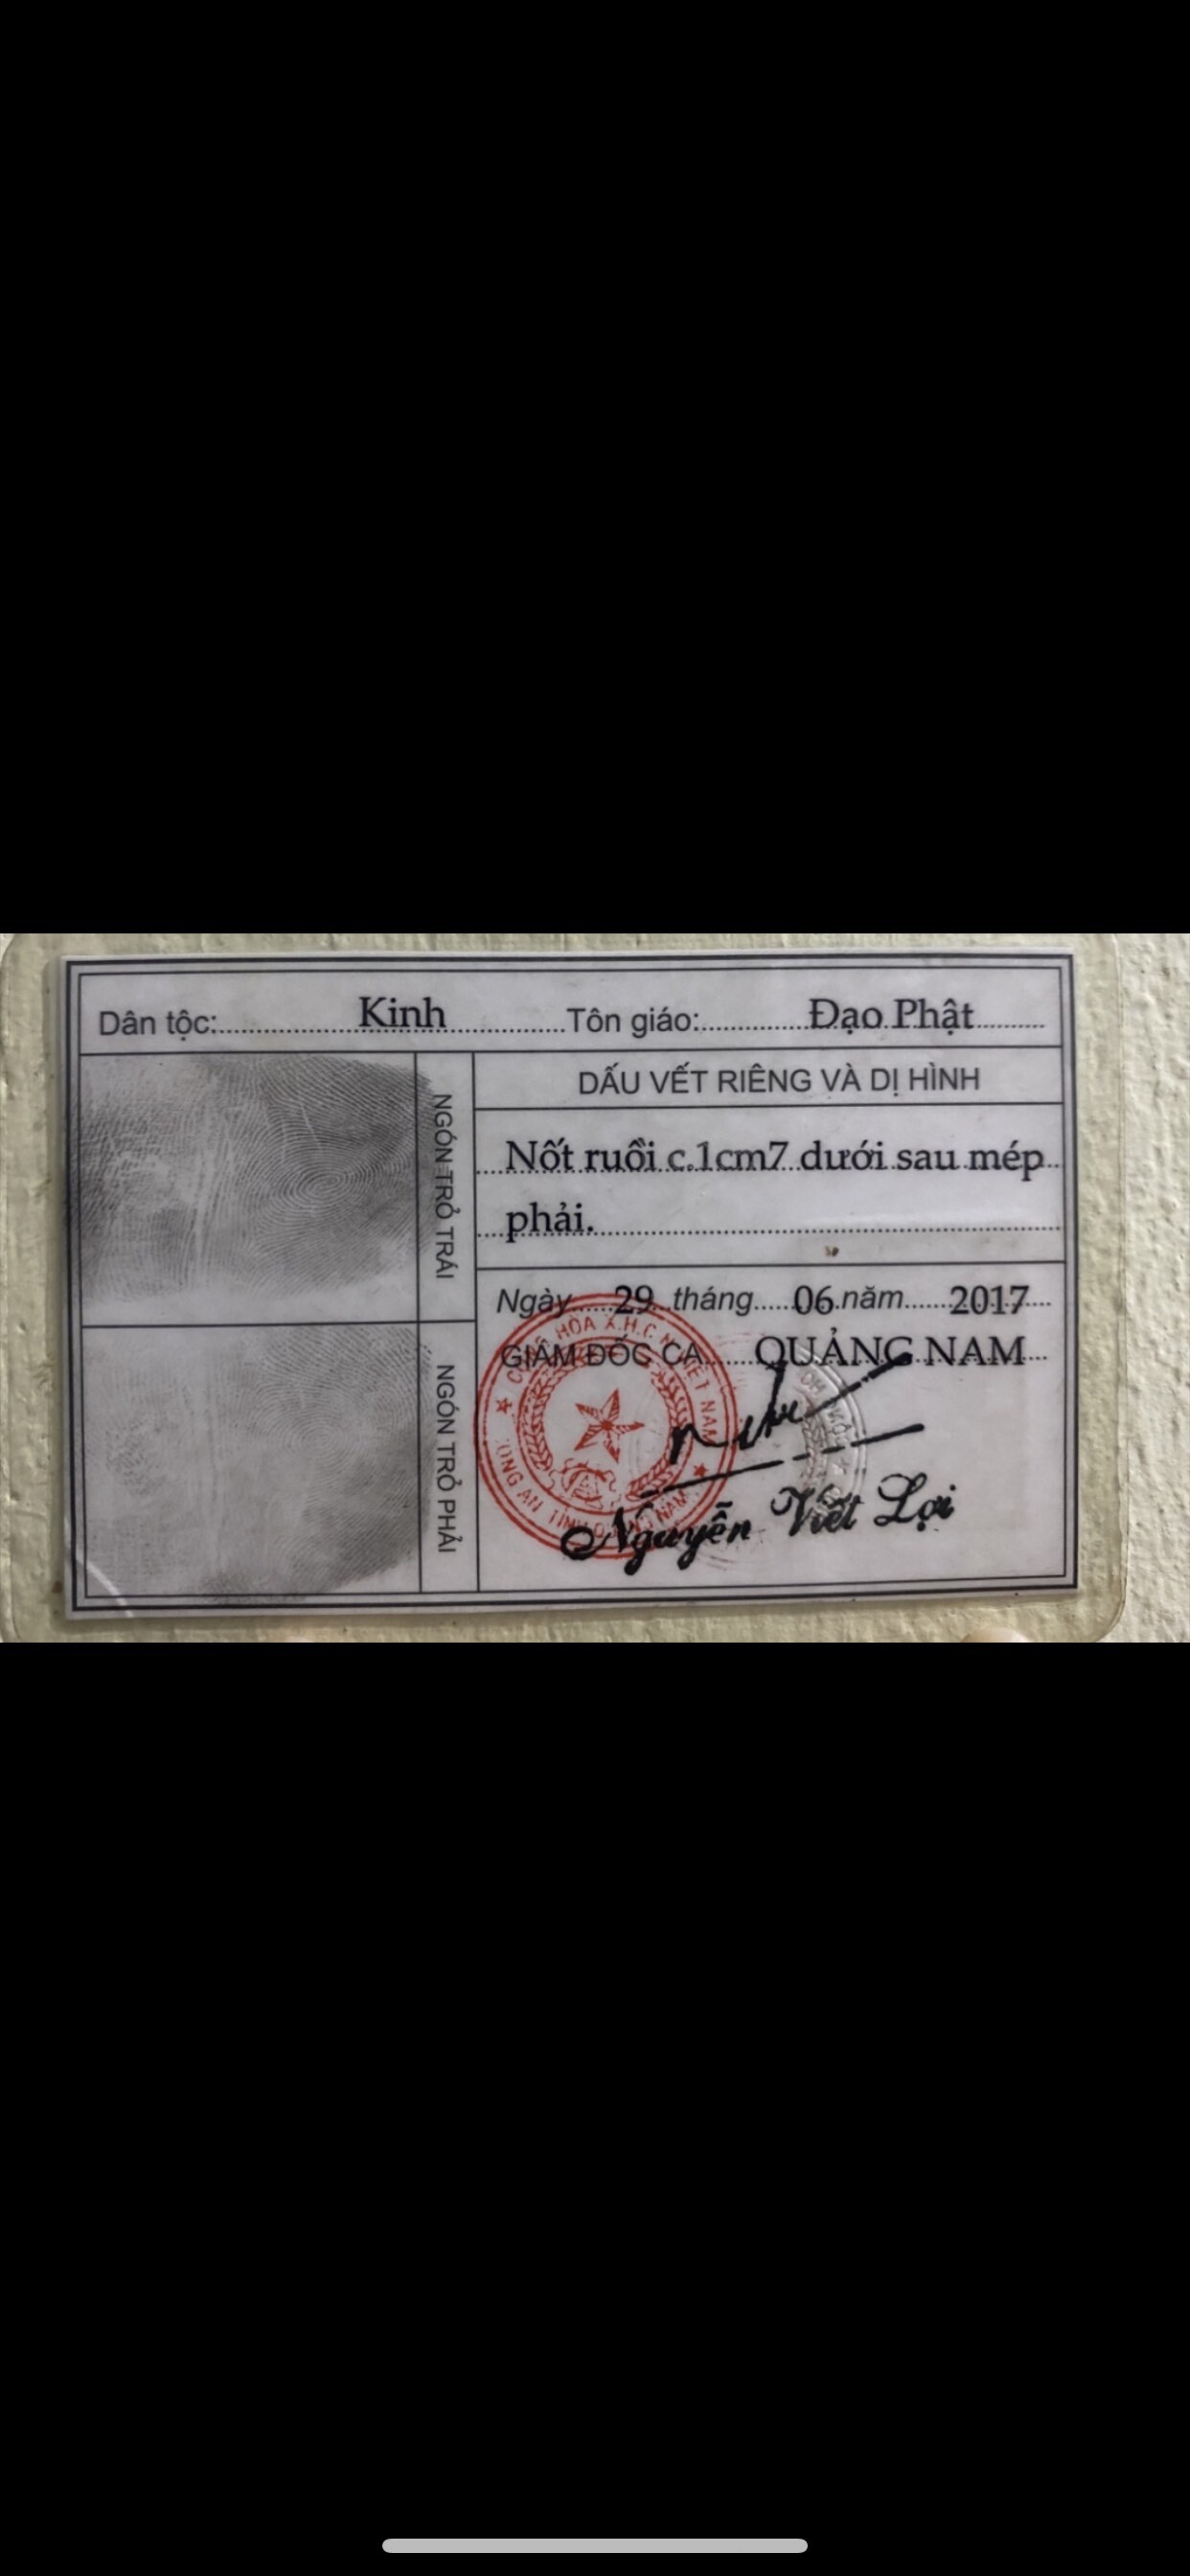 Dân tộc: Kinh Tôn giáo: Đạo Phật
NGÓN TRỎ TRÁI
DẤU VẾT RIÊNG VÀ DỊ HÌNH
Nốt ruồi c.1cm7 dưới sau mép
phải.
NGÓN TRỎ PHẢI
Ngày 29 tháng 06 năm 2017
GIÁM ĐỐC CA QUẢNG NAM
Nguyễn Viết Lợi